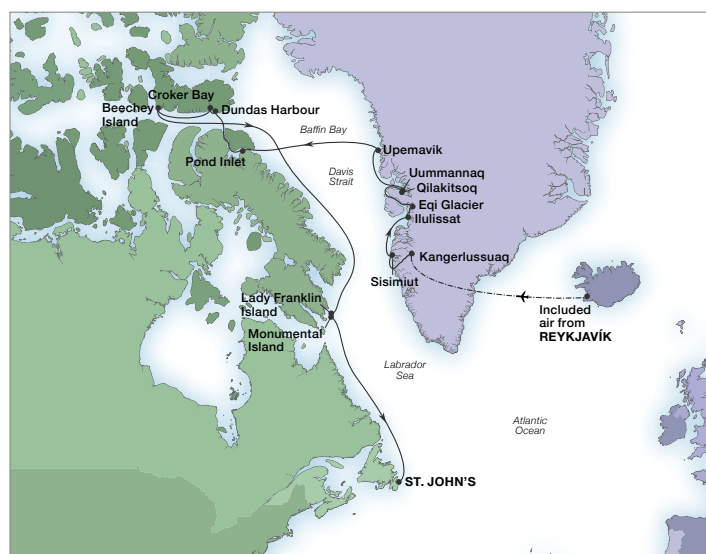 Croker Bay
Beechey
Island
Dundas Harbour
Baffin Bay
Pond Inlet
Upernavik
Davis
Strait
Uummannaq
Qilakitsoq
Eqi Glacier
Ilulissat
Kangerlussuaq
Sisimiut
Lady Franklin
Island
Monumental
Island
Included
air from
REYKJAVÍK
Labrador
Sea
Atlantic
Ocean
ST. JOHN'S